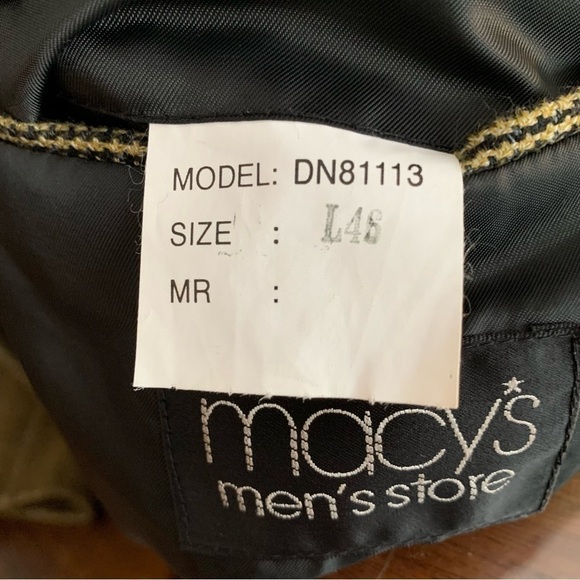 MODEL: DN81113
SIZE : L46
MR :
macy's
men's store